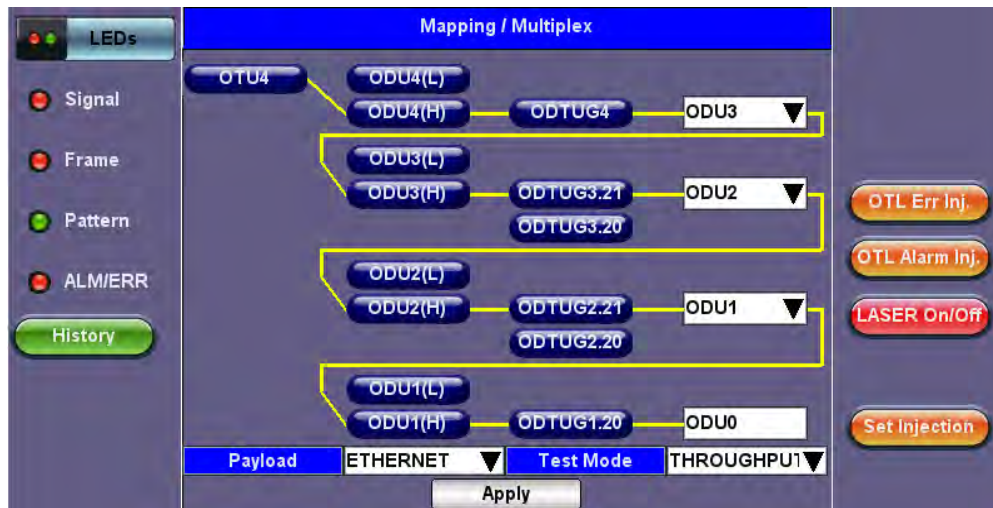 LEDs
Signal
Frame
Pattern
ALM/ERR
History
Mapping / Multiplex
OTU4
ODU4(L)
ODU4(H) ODTUG4 ODU3
ODU3(L)
ODU3(H) ODTUG3.21 ODU2
ODTUG3.20
ODU2(L)
ODU2(H) ODTUG2.21 ODU1
ODTUG2.20
ODU1(L)
ODU1(H) ODTUG1.20 ODU0
Payload ETHERNET Test Mode THROUGHPUT
Apply
OTL Err Inj.
OTL Alarm Inj.
LASER On/Off
Set Injection